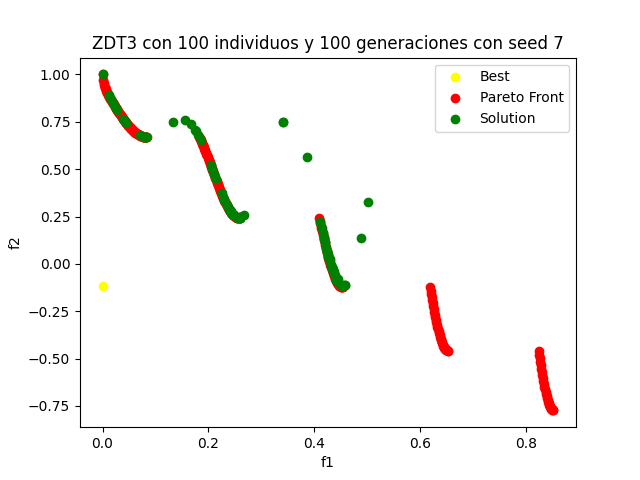 ZDT3 con 100 individuos y 100 generaciones con seed 7
Best
Pareto Front
Solution
1.00
0.75
0.50
0.25
0.00
−0.25
−0.50
−0.75
f2
0.0
0.2
0.4
0.6
0.8
f1